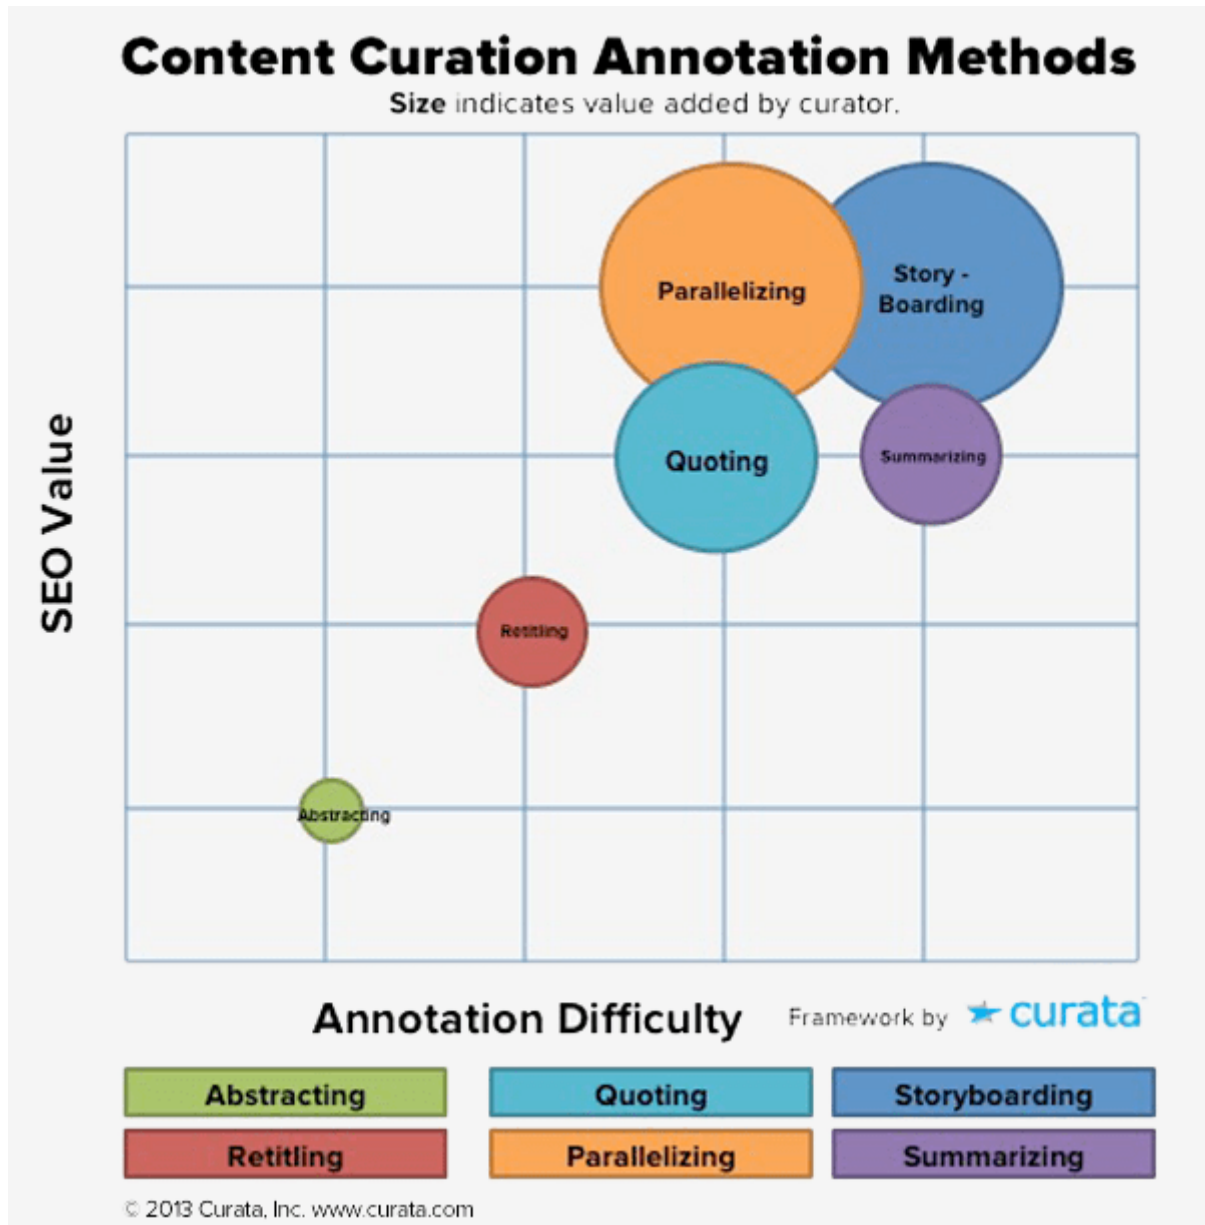 Content Curation Annotation Methods
Size indicates value added by curator.
Parallelizing
Story -
Boarding
Quoting
Summarizing
Retitling
Abstracting
SEO Value
Annotation Difficulty
Framework by curata
Abstracting
Quoting
Storyboarding
Retitling
Parallelizing
Summarizing
© 2013 Curata, Inc. www.curata.com